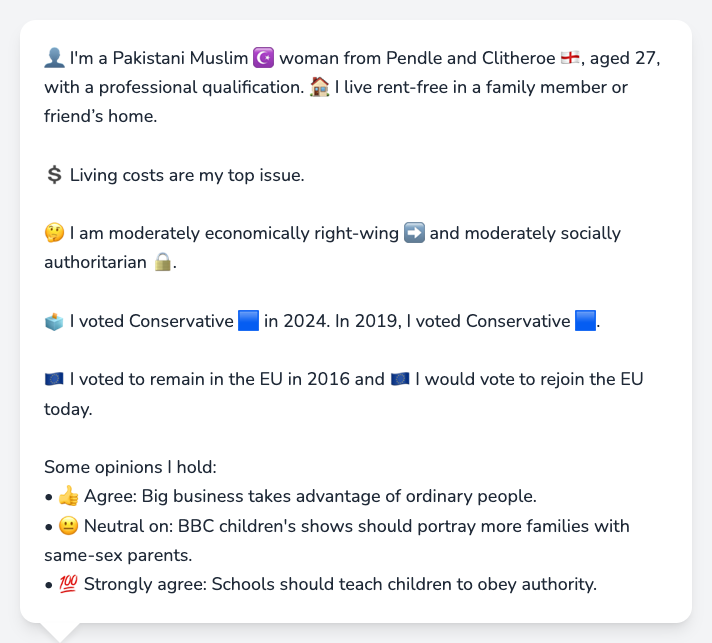 👤 I'm a Pakistani Muslim ☪️ woman from Pendle and Clitheroe 🏴󠁧󠁢󠁥󠁮󠁧󠁿, aged 27,
with a professional qualification. 🏠 I live rent-free in a family member or
friend’s home.
💲 Living costs are my top issue.
🤔 I am moderately economically right-wing ➡️ and moderately socially
authoritarian 🔒.
🗳️ I voted Conservative 🟦 in 2024. In 2019, I voted Conservative 🟦.
🇪🇺 I voted to remain in the EU in 2016 and 🇪🇺 I would vote to rejoin the EU
today.
Some opinions I hold:
• 👍 Agree: Big business takes advantage of ordinary people.
• 😐 Neutral on: BBC children's shows should portray more families with
same-sex parents.
• 💯 Strongly agree: Schools should teach children to obey authority.